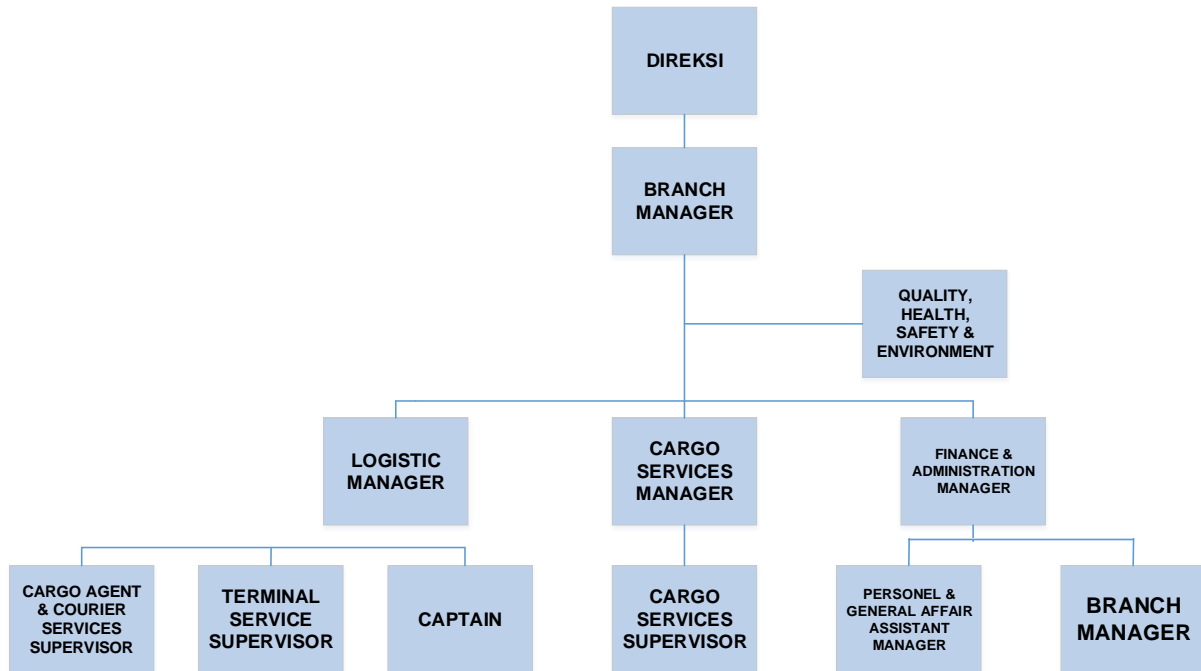 DIREKSI
BRANCH
MANAGER
QUALITY,
HEALTH,
SAFETY &
ENVIRONMENT
LOGISTIC
MANAGER
CARGO
SERVICES
MANAGER
FINANCE &
ADMINISTRATION
MANAGER
CARGO AGENT
& COURIER
SERVICES
SUPERVISOR
TERMINAL
SERVICE
SUPERVISOR
CAPTAIN
CARGO
SERVICES
SUPERVISOR
PERSONEL &
GENERAL AFFAIR
ASSISTANT
MANAGER
BRANCH
MANAGER